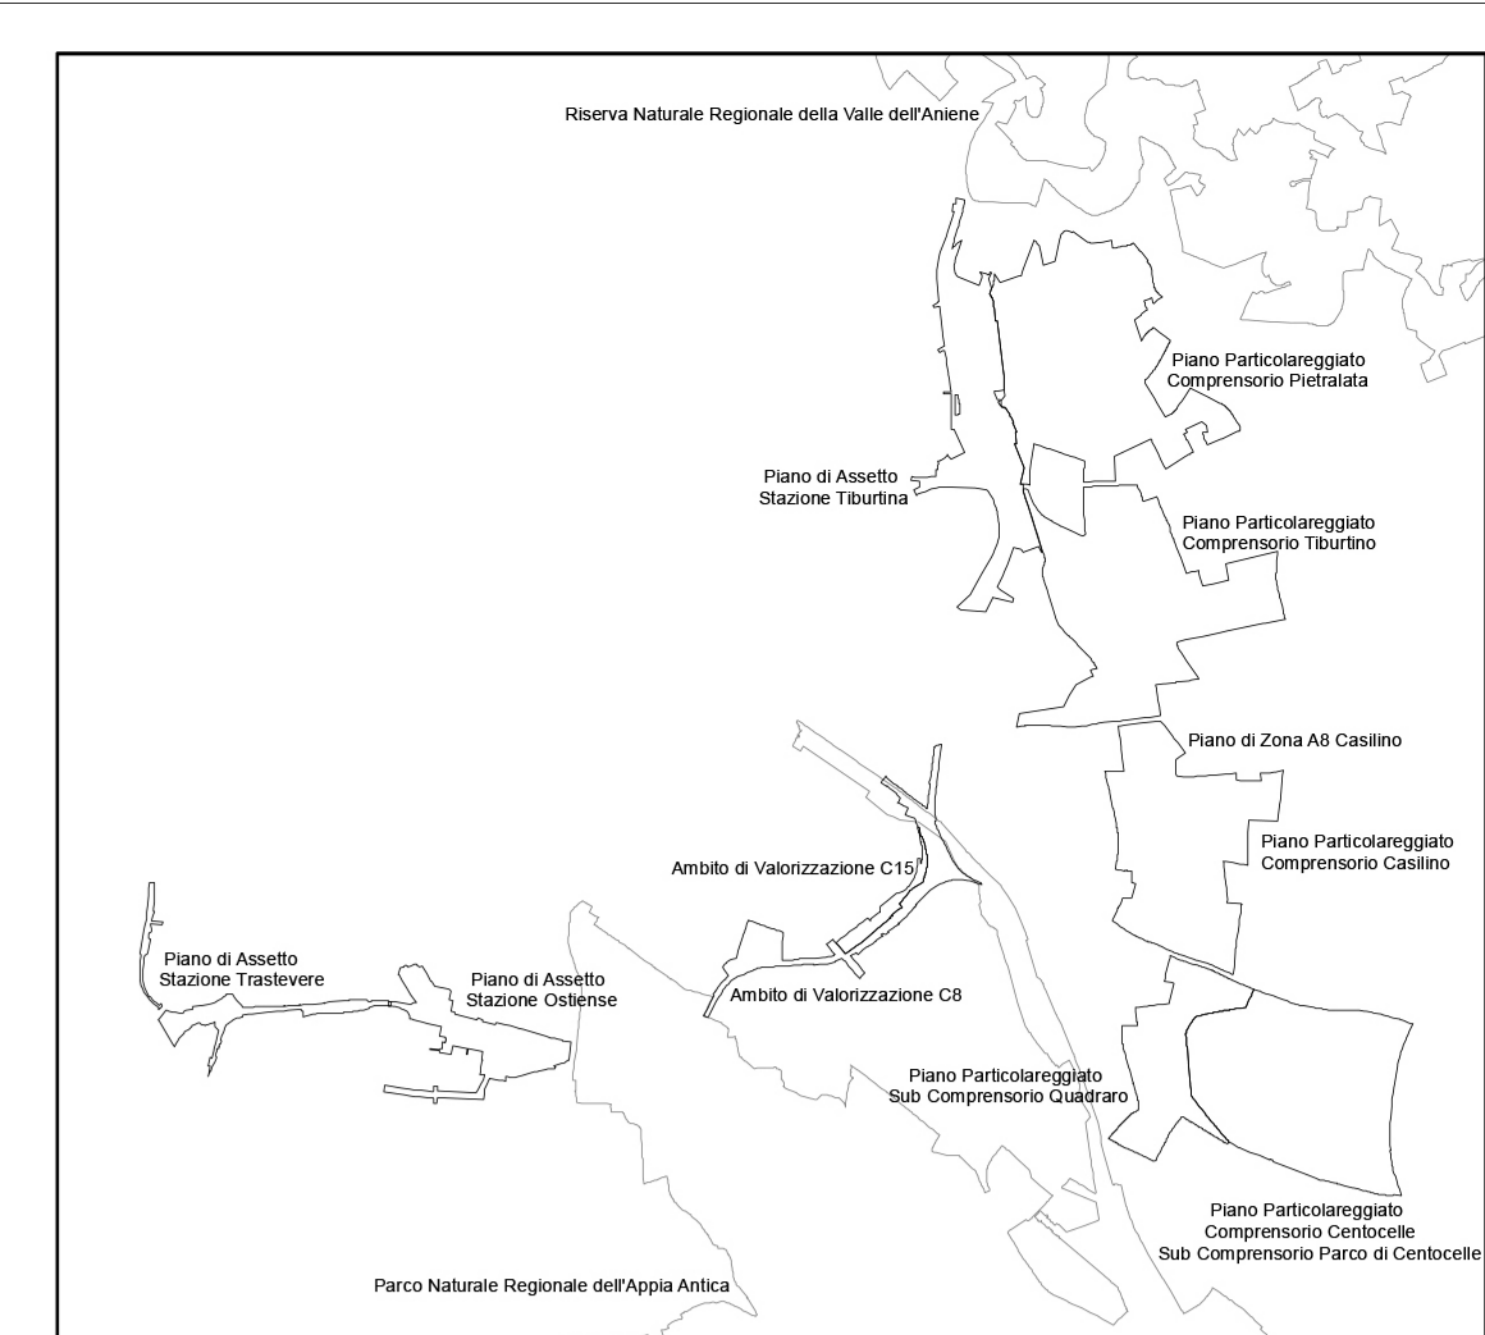 Riserva Naturale Regionale della Valle dell'Aniene
Piano Particolareggiato
Comprensorio Pietralata
Piano di Assetto
Stazione Tiburtina
Piano Particolareggiato
Comprensorio Tiburtino
Piano di Zona A8 Casilino
Piano Particolareggiato
Comprensorio Casilino
Ambito di Valorizzazione C15
Piano di Assetto
Stazione Trastevere
Piano di Assetto
Stazione Ostiense
Ambito di Valorizzazione C8
Piano Particolareggiato
Sub Comprensorio Quadraro
Piano Particolareggiato
Comprensorio Centocelle
Sub Comprensorio Parco di Centocelle
Parco Naturale Regionale dell'Appia Antica